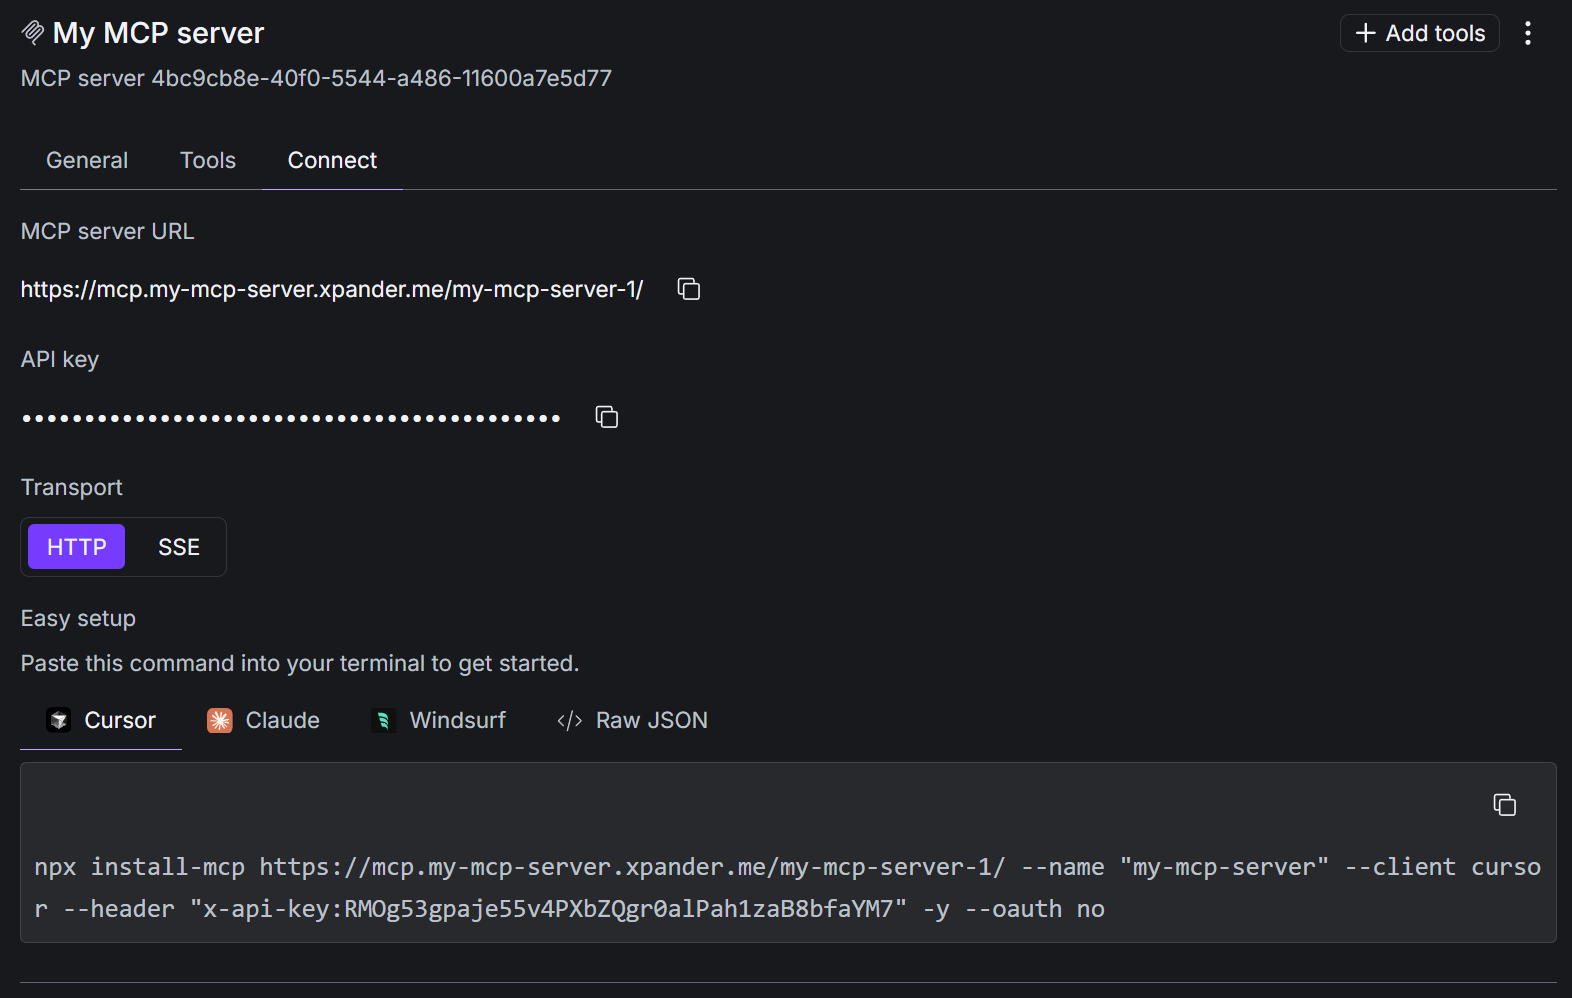 My MCP server
Add tools
MCP server 4bc9cb8e-40f0-5544-a486-11600a7e5d77
General
Tools
Connect
MCP server URL
https://mcp.my-mcp-server.xpander.me/my-mcp-server-1/
API key
••••••••••••••••••••••••••••••••••••••••••• 
Transport
HTTP
SSE
Easy setup
Paste this command into your terminal to get started.
Cursor
Claude
Windsurf
</> Raw JSON
npx install-mcp https://mcp.my-mcp-server.xpander.me/my-mcp-server-1/ --name "my-mcp-server" --client curso
r --header "x-api-key:RMOg53gpaje55v4PXbZQgr0alPah1zaB8bfaYM7" -y --oauth no